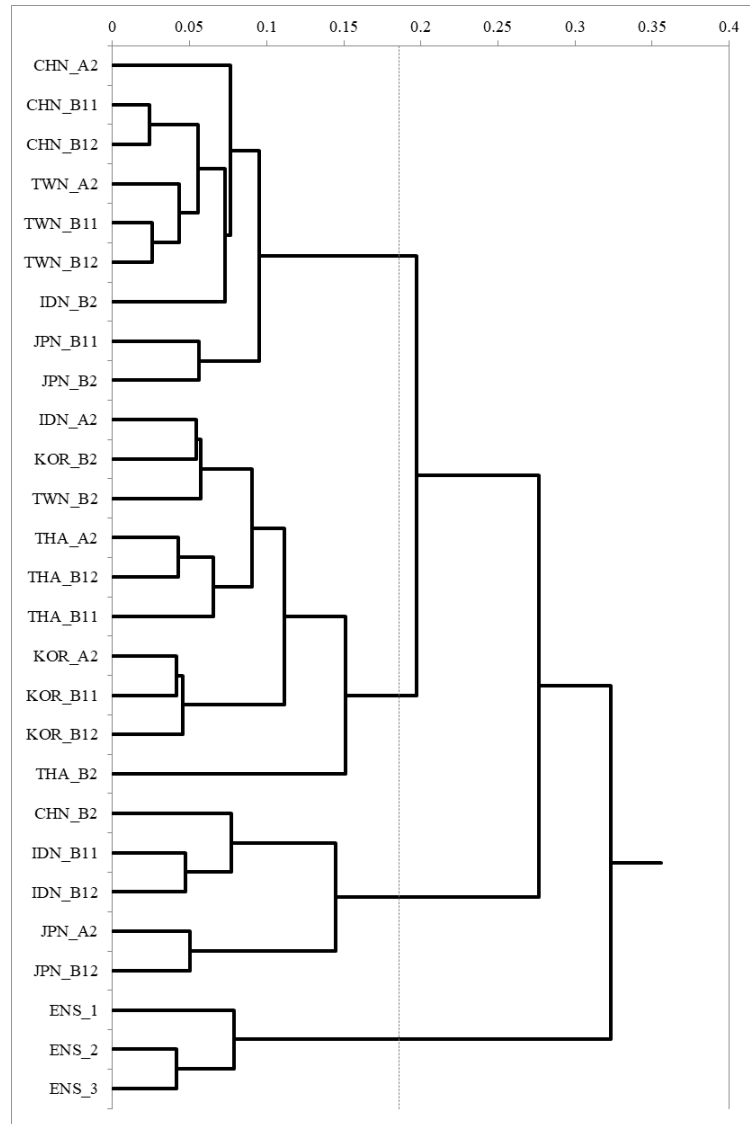 0 0.05 0.1 0.15 0.2 0.25 0.3 0.35 0.4
CHN_A2
CHN_B11
CHN_B12
TWN_A2
TWN_B11
TWN_B12
IDN_B2
JPN_B11
JPN_B2
IDN_A2
KOR_B2
TWN_B2
THA_A2
THA_B12
THA_B11
KOR_A2
KOR_B11
KOR_B12
THA_B2
CHN_B2
IDN_B11
IDN_B12
JPN_A2
JPN_B12
ENS_1
ENS_2
ENS_3